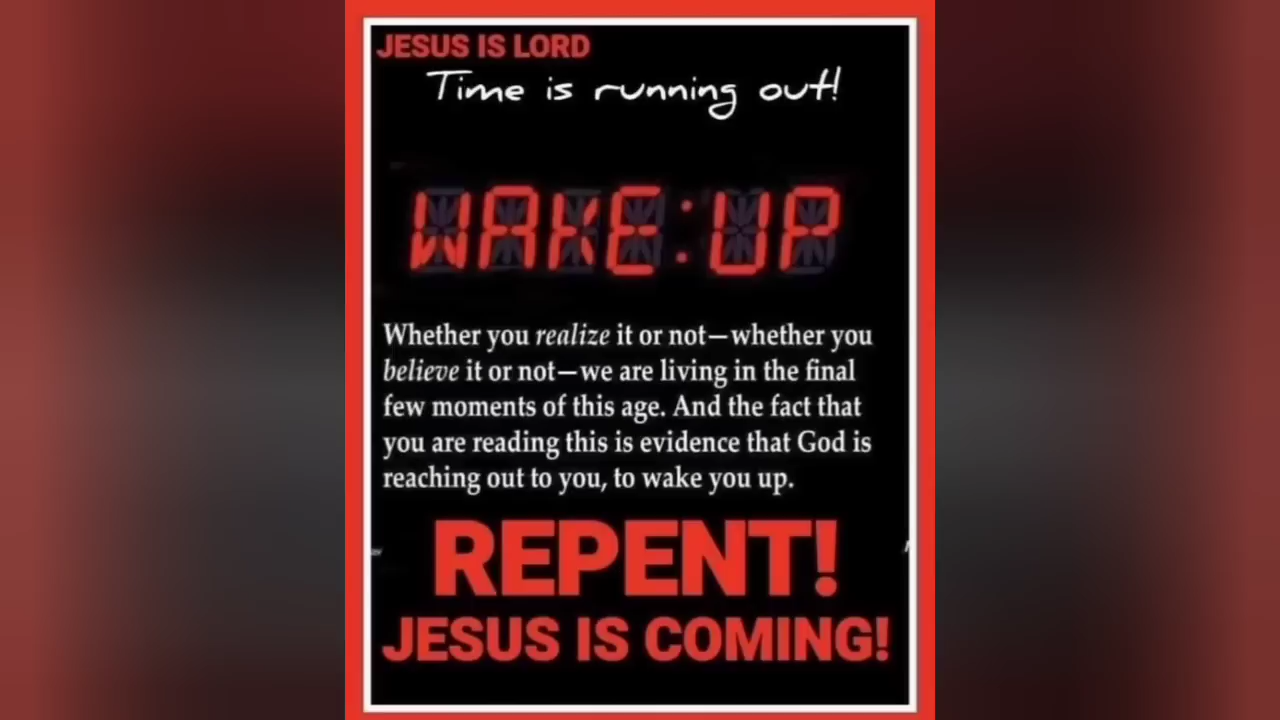 JESUS IS LORD
Time is running out!
WAKE:UP
Whether you realize it or not—whether you
believe it or not—we are living in the final
few moments of this age. And the fact that
you are reading this is evidence that God is
reaching out to you, to wake you up.
REPENT!
JESUS IS COMING!